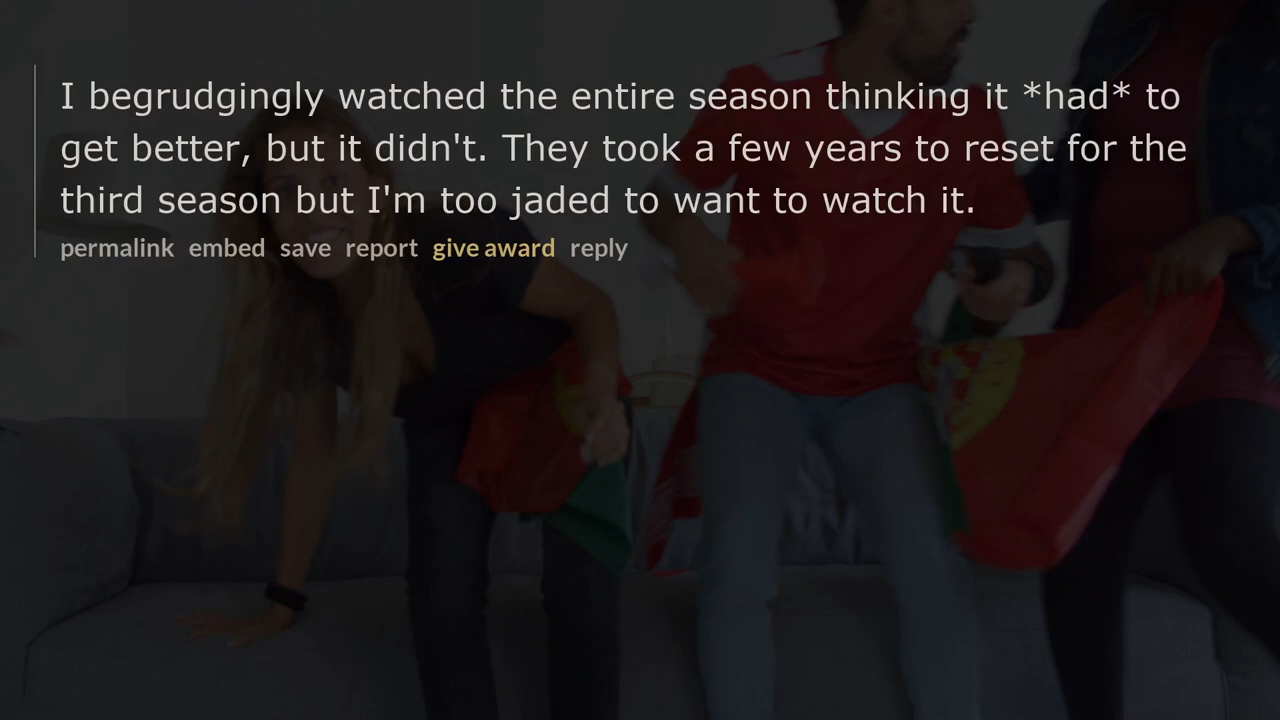 I begrudgingly watched the entire season thinking it *had* to
get better, but it didn't. They took a few years to reset for the
third season but I'm too jaded to want to watch it.
permalink embed save report give award reply